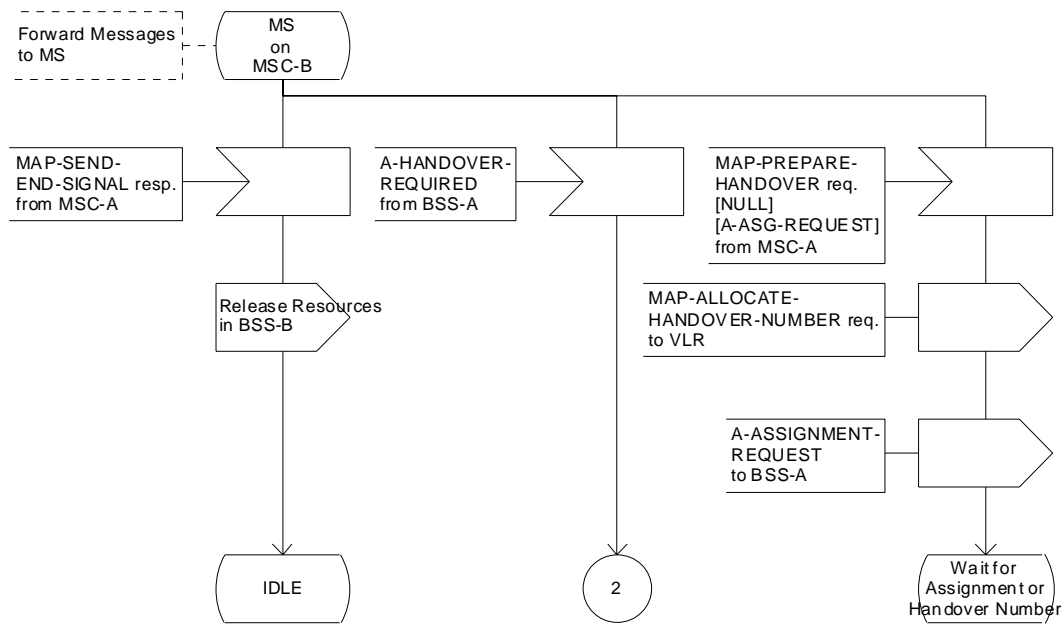 Forward Messages
to MS
MS
on
MSC-B
MAP-SEND-
END-SIGNAL resp.
from MSC-A
A-HANDOVER-
REQUIRED
from BSS-A
MAP-PREPARE-
HANDOVER req.
[NULL]
[A-ASG-REQUEST]
from MSC-A
Release Resources
in BSS-B
MAP-ALLOCATE-
HANDOVER-NUMBER req.
to VLR
A-ASSIGNMENT-
REQUEST
to BSS-A
IDLE
2
Wait for
Assignment or
Handover Number